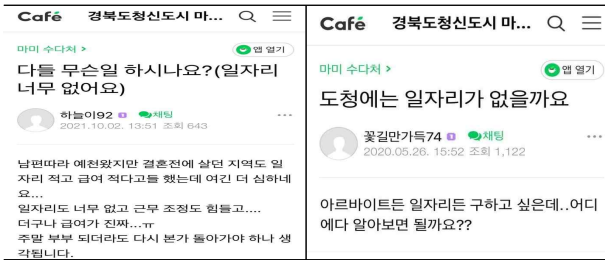 Café 경북도청신도시 마...
마미 수다처 >
앱 열기
다들 무슨일 하시나요?(일자리
너무 없어요)
하늘이92 채팅
2021.10.02. 13:51 조회 643
남편따라 예천왔지만 결혼전에 살던 지역도 일
자리 적고 급여 적다고들 했는데 여긴 더 심하네
요...
일자리도 너무 없고 근무 조정도 힘들고....
더구나 급여가 진짜...ㅠ
주말 부부 되더라도 다시 본가 돌아가야 하나 생
각됩니다.
Café 경북도청신도시 마...
마미 수다처 >
앱 열기
도청에는 일자리가 없을까요
꽃길만가득74 채팅
2020.05.26. 15:52 조회 1,122
아르바이트든 일자리든 구하고 싶은데..어디
에다 알아보면 될까요??